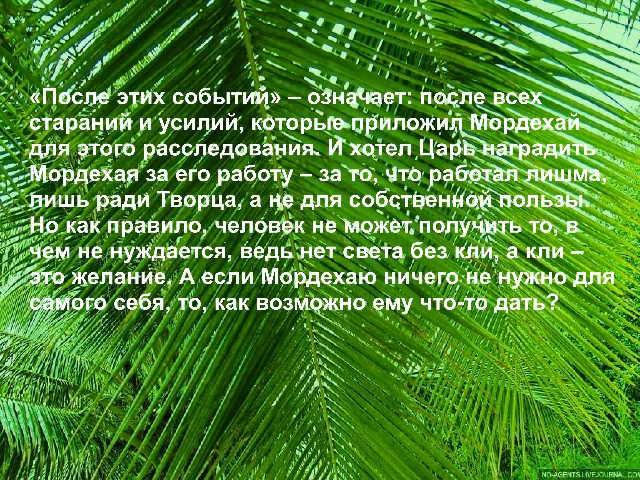 «После этих событий» – означает: после всех
стараний и усилий, которые приложил Мордехай
для этого расследования. И хотел Царь наградить
Мордехая за его работу – за то, что работал лишма,
лишь ради Творца, а не для собственной пользы.
Но как правило, человек не может получить то, в
чем не нуждается, ведь нет света без кли, а кли –
это желание. А если Мордехаю ничего не нужно для
самого себя, то, как возможно ему что-то дать?
NO-AGENTS.LIVEJOURNAL.COM